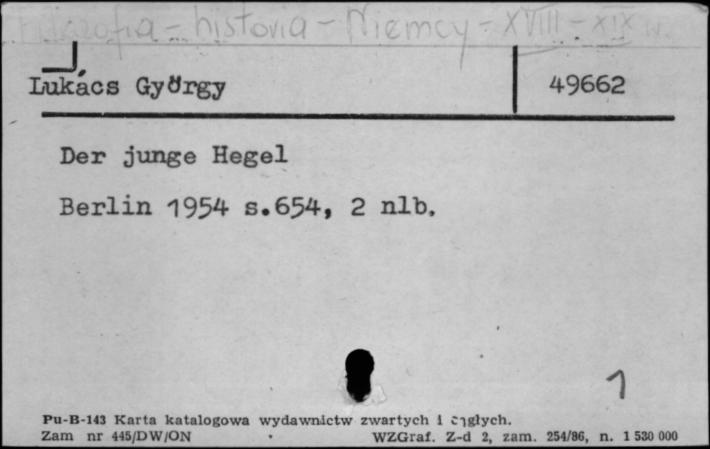 Filozofia - historia - Niemcy - XVIII - XIX w.
Lukács György 49662
Der junge Hegel
Berlin 1954 s.654, 2 nlb.
1
Pu-B-143 Karta katalogowa wydawnictw zwartych i ciągłych.
Zam nr 445/DW/ON WZGraf. Z-d 2, zam. 254/86, n. 1 530 000